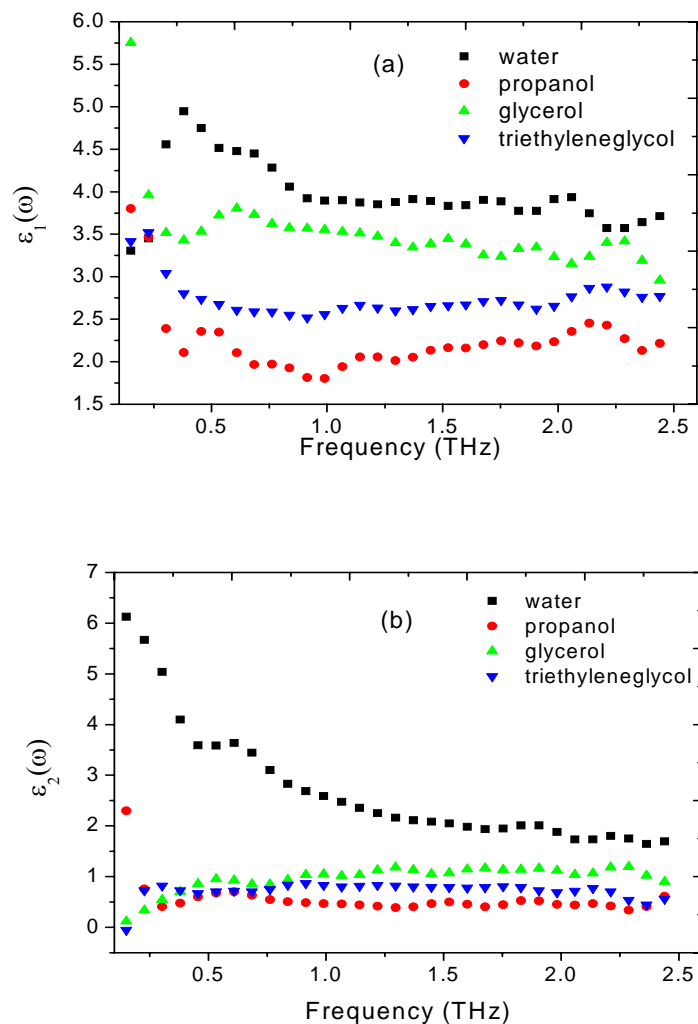 6.0
5.5
5.0
4.5
4.0
3.5
3.0
2.5
2.0
1.5
ε1(ω)
(a)
water
propanol
glycerol
triethyleneglycol
0.5 1.0 1.5 2.0 2.5
Frequency (THz)
7
6
5
4
3
2
1
0
ε2(ω)
(b)
water
propanol
glycerol
triethyleneglycol
0.5 1.0 1.5 2.0 2.5
Frequency (THz)